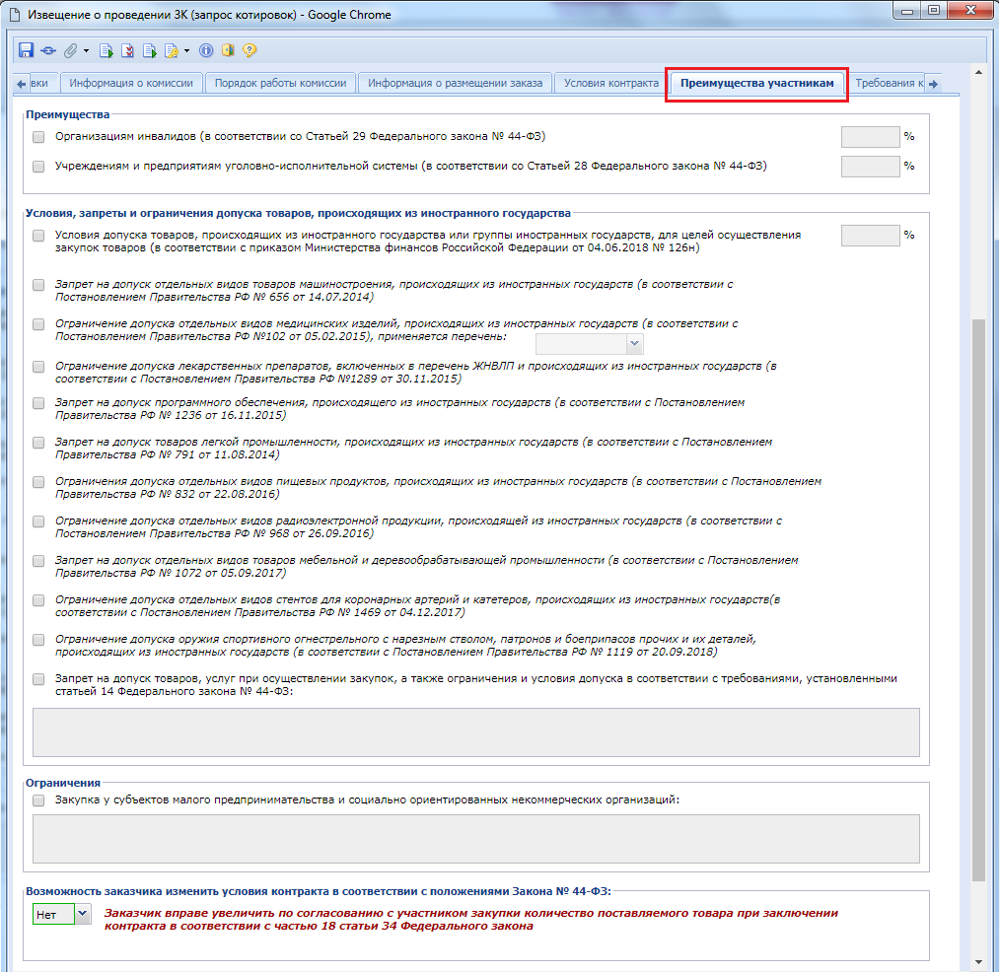 Извещение о проведении ЗК (запрос котировок) - Google Chrome
вки
Информация о комиссии
Порядок работы комиссии
Информация о размещении заказа
Условия контракта
Преимущества участникам
Требования к
Преимущества
Организациям инвалидов (в соответствии со Статьей 29 Федерального закона № 44-ФЗ)
%
Учреждениям и предприятиям уголовно-исполнительной системы (в соответствии со Статьей 28 Федерального закона № 44-ФЗ)
%
Условия, запреты и ограничения допуска товаров, происходящих из иностранного государства
Условия допуска товаров, происходящих из иностранного государства или группы иностранных государств, для целей осуществления
закупок товаров (в соответствии с приказом Министерства финансов Российской Федерации от 04.06.2018 № 126н)
%
Запрет на допуск отдельных видов товаров машиностроения, происходящих из иностранных государств (в соответствии с
Постановлением Правительства РФ № 656 от 14.07.2014)
Ограничение допуска отдельных видов медицинских изделий, происходящих из иностранных государств (в соответствии с
Постановлением Правительства РФ №102 от 05.02.2015), применяется перечень:
Ограничение допуска лекарственных препаратов, включенных в перечень ЖНВЛП и происходящих из иностранных государств (в
соответствии с Постановлением Правительства РФ №1289 от 30.11.2015)
Запрет на допуск программного обеспечения, происходящего из иностранных государств (в соответствии с Постановлением
Правительства РФ № 1236 от 16.11.2015)
Запрет на допуск товаров легкой промышленности, происходящих из иностранных государств (в соответствии с Постановлением
Правительства РФ № 791 от 11.08.2014)
Ограничения допуска отдельных видов пищевых продуктов, происходящих из иностранных государств (в соответствии с Постановлением
Правительства РФ № 832 от 22.08.2016)
Ограничение допуска отдельных видов радиоэлектронной продукции, происходящей из иностранных государств (в соответствии с
Постановлением Правительства РФ № 968 от 26.09.2016)
Запрет на допуск отдельных видов товаров мебельной и деревообрабатывающей промышленности (в соответствии с Постановлением
Правительства РФ № 1072 от 05.09.2017)
Ограничение допуска отдельных видов стентов для коронарных артерий и катетеров, происходящих из иностранных государств(в
соответствии с Постановлением Правительства РФ № 1469 от 04.12.2017)
Ограничение допуска оружия спортивного огнестрельного с нарезным стволом, патронов и боеприпасов прочих и их деталей,
происходящих из иностранных государств (в соответствии с Постановлением Правительства РФ № 1119 от 20.09.2018)
Запрет на допуск товаров, услуг при осуществлении закупок, а также ограничения и условия допуска в соответствии с требованиями, установленными
статьей 14 Федерального закона № 44-ФЗ:
Ограничения
Закупка у субъектов малого предпринимательства и социально ориентированных некоммерческих организаций:
Возможность заказчика изменить условия контракта в соответствии с положениями Закона № 44-ФЗ:
Нет
Заказчик вправе увеличить по согласованию с участником закупки количество поставляемого товара при заключении
контракта в соответствии с частью 18 статьи 34 Федерального закона